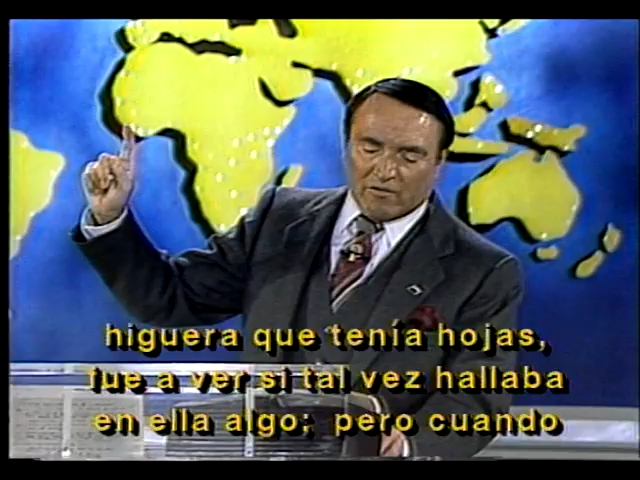 higuera que tenía hojas,
fue a ver si tal vez hallaba
en ella algo; pero cuando